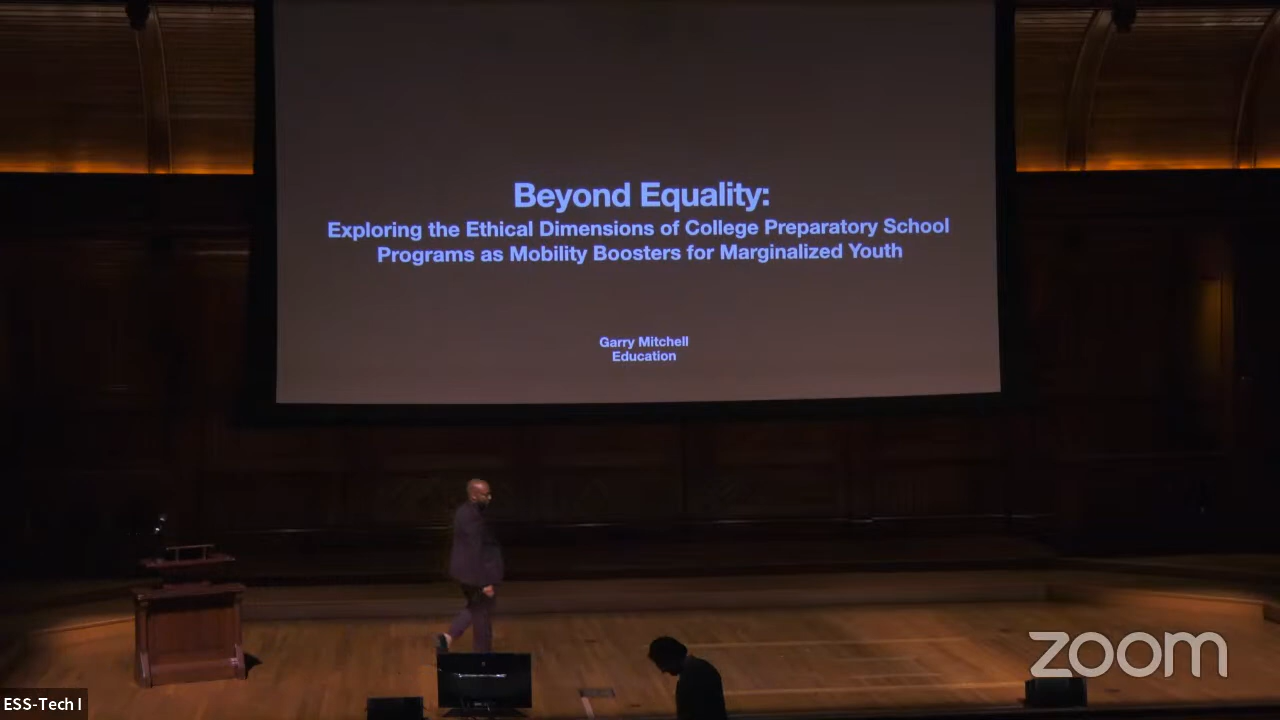 Beyond Equality:
Exploring the Ethical Dimensions of College Preparatory School
Programs as Mobility Boosters for Marginalized Youth
Garry Mitchell
Education
zoom
ESS-Tech I